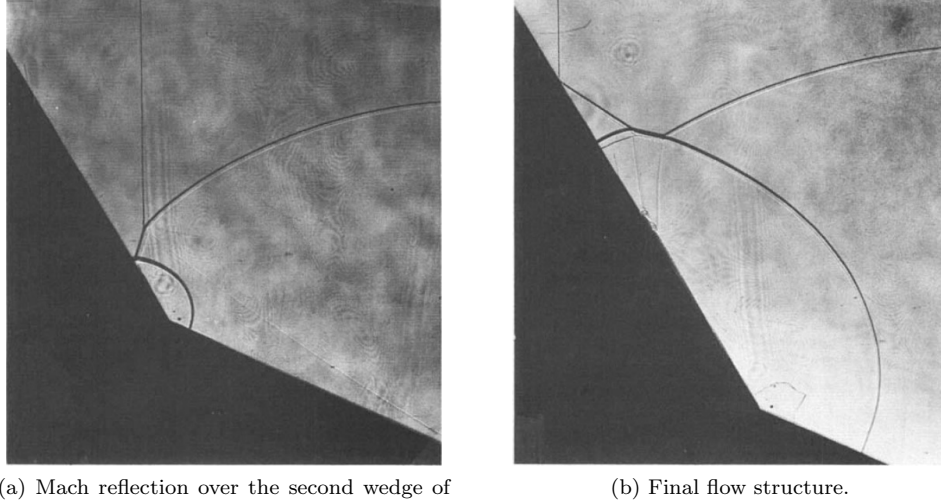 (a) Mach reflection over the second wedge of
(b) Final flow structure.